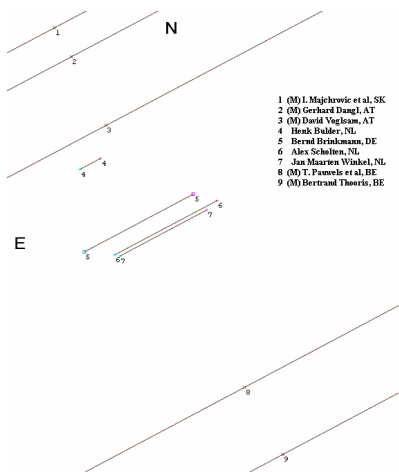 N
1
2
3
1 (M) I. Majchrovic et al, SK
2 (M) Gerhard Dangl, AT
3 (M) David Voglsam, AT
4 Henk Bulder, NL
5 Bernd Brinkmann, DE
6 Alex Scholten, NL
7 Jan Maarten Winkel, NL
8 (M) T. Pauwels et al, BE
9 (M) Bertrand Thooris, BE
4
4
5
6
7
E
5
6 7
8
9